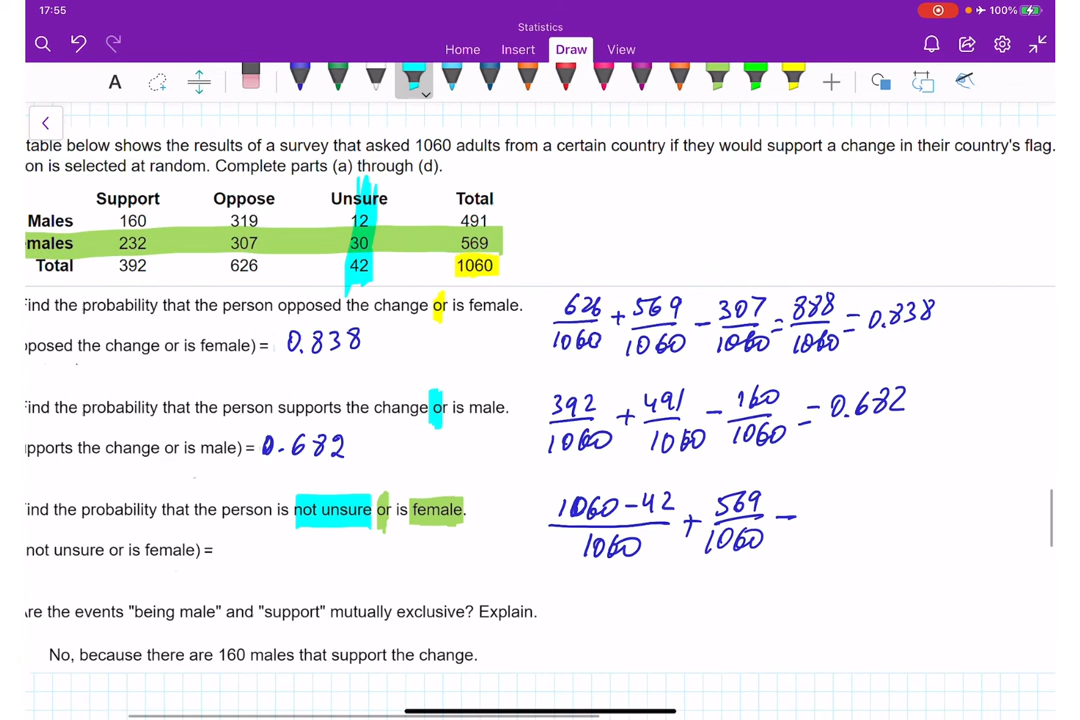 17:55
100%
Statistics
Home Insert Draw View
A
table below shows the results of a survey that asked 1060 adults from a certain country if they would support a change in their country's flag.
on is selected at random. Complete parts (a) through (d).
Support Oppose Unsure Total
Males 160 319 12 491
males 232 307 30 569
Total 392 626 42 1060
Find the probability that the person opposed the change or is female.
626/1060 + 569/1060 - 307/1060 = 888/1060 = 0.838
pposed the change or is female) = 0.838
Find the probability that the person supports the change or is male.
392/1060 + 491/1060 - 160/1060 = 0.682
pports the change or is male) = 0.682
Find the probability that the person is not unsure or is female.
1060-42/1060 + 569/1060 -
not unsure or is female) =
Are the events "being male" and "support" mutually exclusive? Explain.
No, because there are 160 males that support the change.